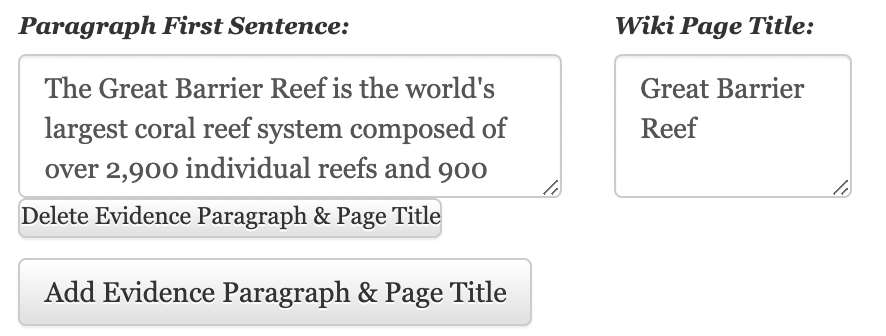 Paragraph First Sentence:
Wiki Page Title:
The Great Barrier Reef is the world's
largest coral reef system composed of
over 2,900 individual reefs and 900
Great Barrier
Reef
Delete Evidence Paragraph & Page Title
Add Evidence Paragraph & Page Title